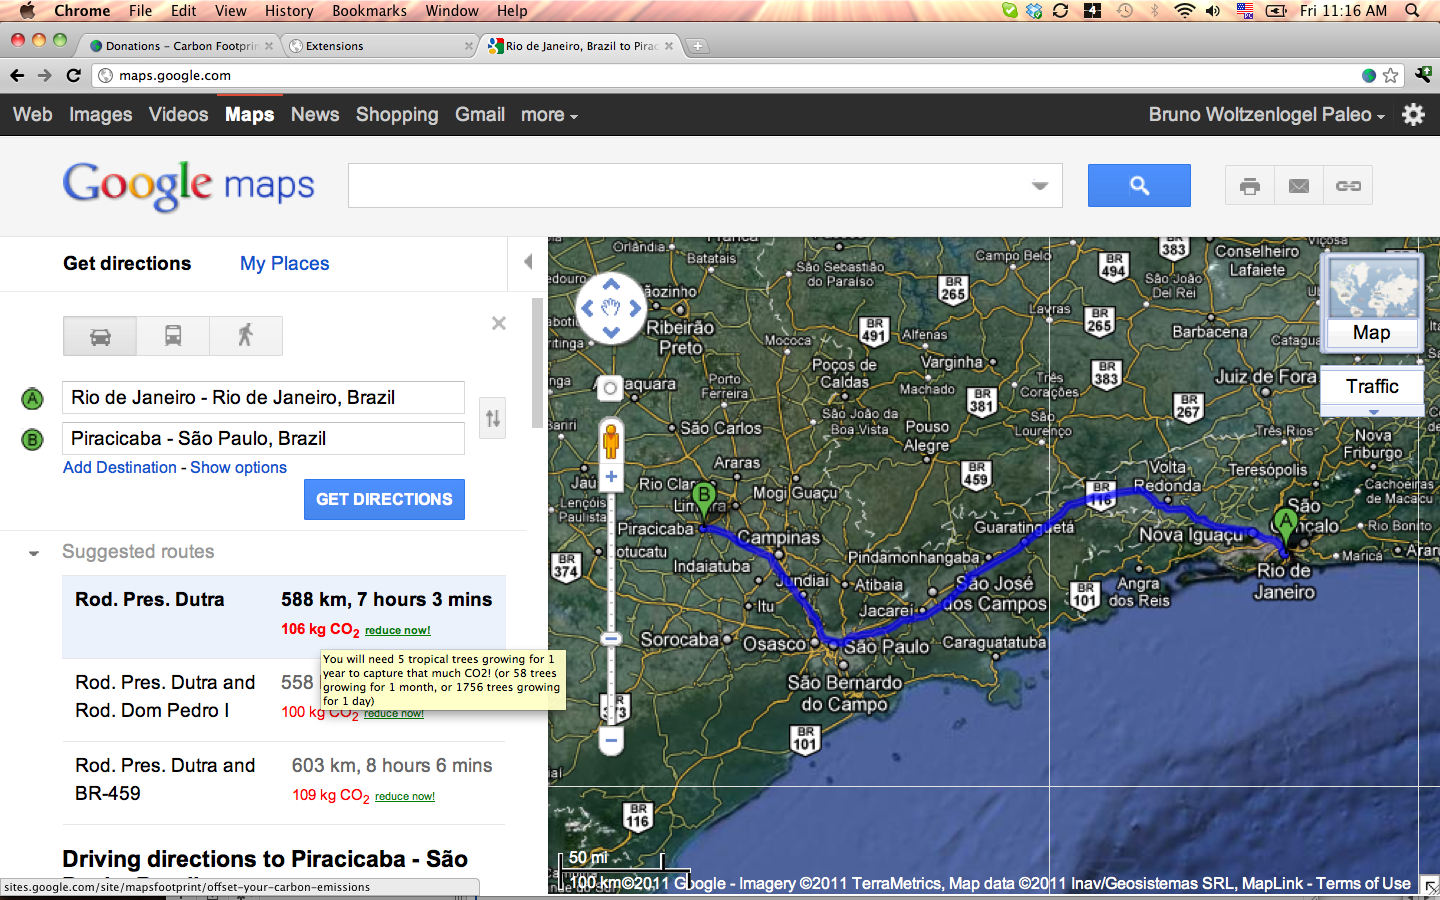 Chrome File Edit View History Bookmarks Window Help
4 Fri 11:16 AM
Donations – Carbon Footprin
Extensions
Rio de Janeiro, Brazil to Pirac
maps.google.com
Web Images Videos Maps News Shopping Gmail more
Bruno Woltzenlogel Paleo
Google maps
Get directions
My Places
A
Rio de Janeiro - Rio de Janeiro, Brazil
B
Piracicaba - São Paulo, Brazil
Add Destination - Show options
GET DIRECTIONS
Suggested routes
Rod. Pres. Dutra
588 km, 7 hours 3 mins
106 kg CO2 reduce now!
You will need 5 tropical trees growing for 1
year to capture that much CO2! (or 58 trees
growing for 1 month, or 1756 trees growing
for 1 day)
Rod. Pres. Dutra and
Rod. Dom Pedro I
558
100 kg CO2 reduce now!
Rod. Pres. Dutra and
BR-459
603 km, 8 hours 6 mins
109 kg CO2 reduce now!
Driving directions to Piracicaba - São
sites.google.com/site/mapsfootprint/offset-your-carbon-emissions
Map
Traffic
Orlândia
Franca
Batatais
São Sebastião
do Paraíso
Campo Belo
BR
383
Conselheiro
Lafaiete
Viçosa
BR
494
São João
Del Rei
BR
265
Ribeirão
Preto
Mococa
BR
491
Alfenas
Lavras
BR
265
Barbacena
Poços de
Caldas
Varginha
Três
Corações
BR
383
Juiz de Fora
Porto
Ferreira
Machado
BR
381
BR
267
São Carlos
São João da
Boa Vista
Pouso
Alegre
São
Lourenço
Três Rios
Nova
Friburgo
Araras
Rio Clar
Mogi Guaçu
BR
459
Volta
Redonda
Teresópolis
Cachoeiras
de Macacu
Lençóis
Paulista
B
Limeira
BR
116
A
São
Gonçalo
Rio Bonito
Piracicaba
Campinas
Guaratinguetá
Nova Iguaçu
Maricá
Botucatu
Indaiatuba
Pindamonhangaba
BR
374
Jundiaí
Atibaia
São José
dos Campos
BR
101
Angra
dos Reis
Rio de
Janeiro
Itu
Jacareí
Sorocaba
Osasco
São Paulo
Caraguatatuba
São Bernardo
do Campo
BR
101
BR
116
50 mi
100 km
©2011 Google - Imagery ©2011 TerraMetrics, Map data ©2011 Inav/Geosistemas SRL, MapLink - Terms of Use